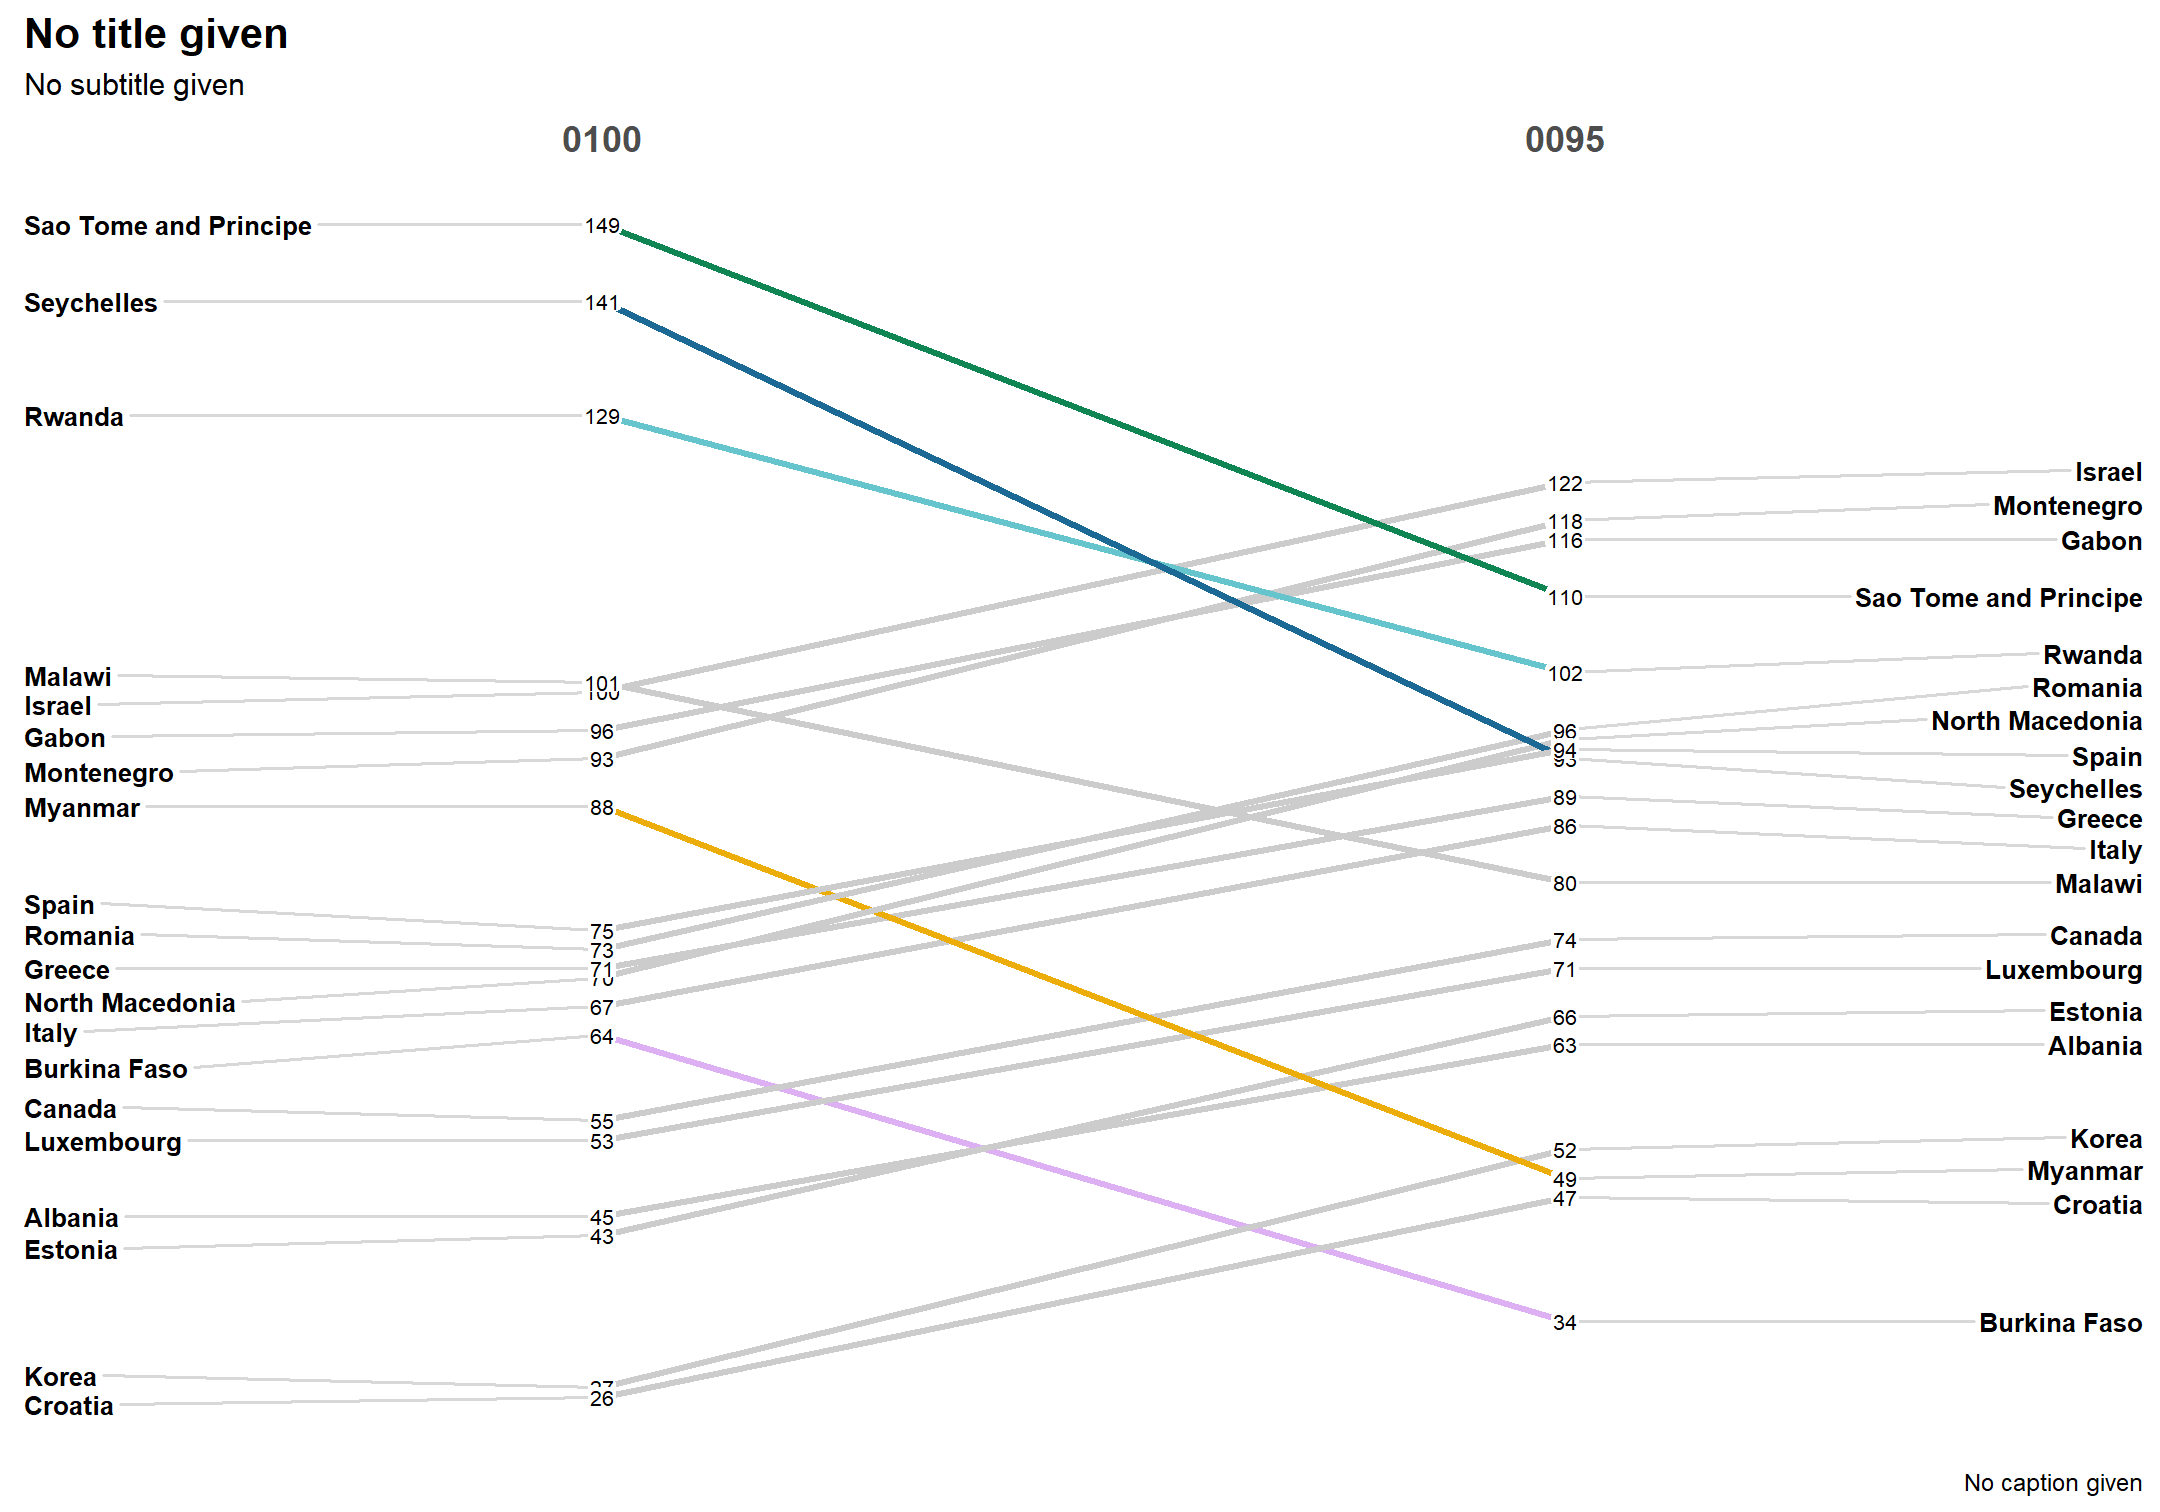 No title given
No subtitle given
0100 0095
Sao Tome and Principe 149
Seychelles 141
Rwanda 129
122 Israel
118 Montenegro
116 Gabon
110 Sao Tome and Principe
102 Rwanda
Malawi 101
Israel 100
Gabon 96
Montenegro 93
Myanmar 88
96 Romania
North Macedonia
94 Spain
93 Seychelles
89 Greece
86 Italy
80 Malawi
Spain 75
Romania 73
Greece 71
North Macedonia 70
Italy 67
Burkina Faso 64
74 Canada
71 Luxembourg
66 Estonia
63 Albania
Canada 55
Luxembourg 53
Albania 45
Estonia 43
52 Korea
49 Myanmar
47 Croatia
34 Burkina Faso
Korea 27
Croatia 26
No caption given